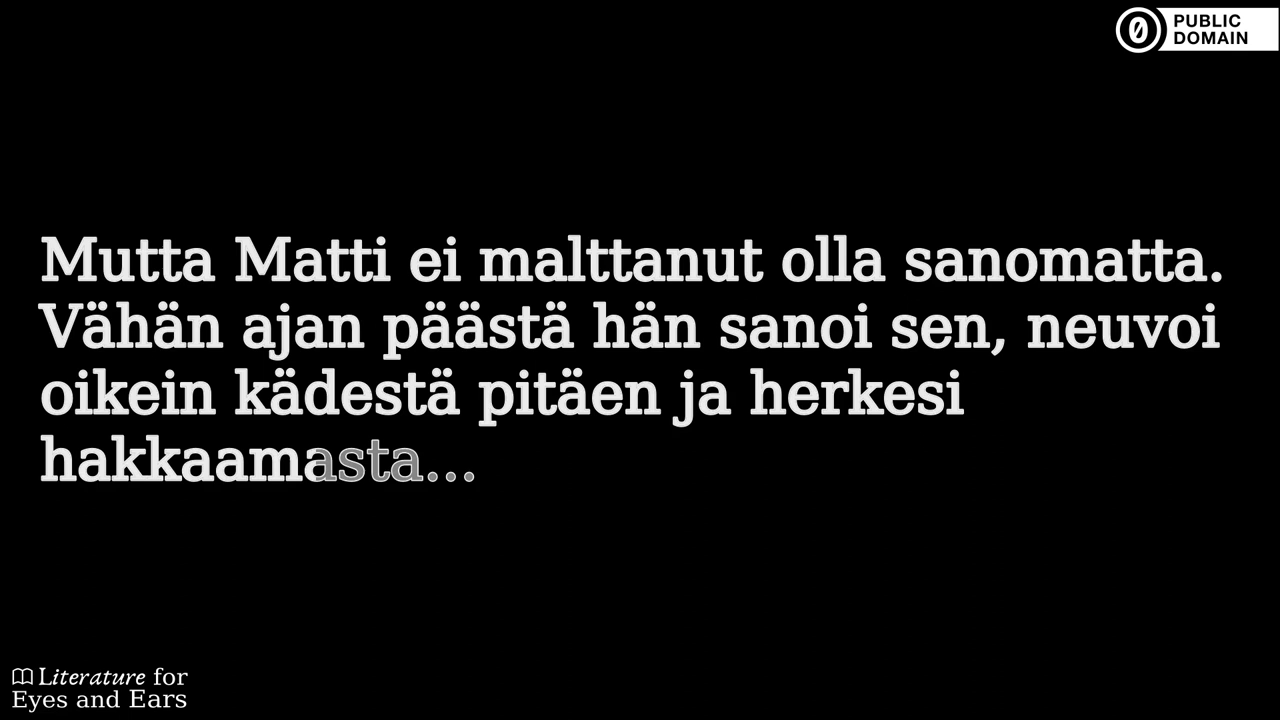 PUBLIC
DOMAIN
Mutta Matti ei malttanut olla sanomatta.
Vähän ajan päästä hän sanoi sen, neuvoi
oikein kädestä pitäen ja herkesi
hakkaamasta...
Literature for
Eyes and Ears